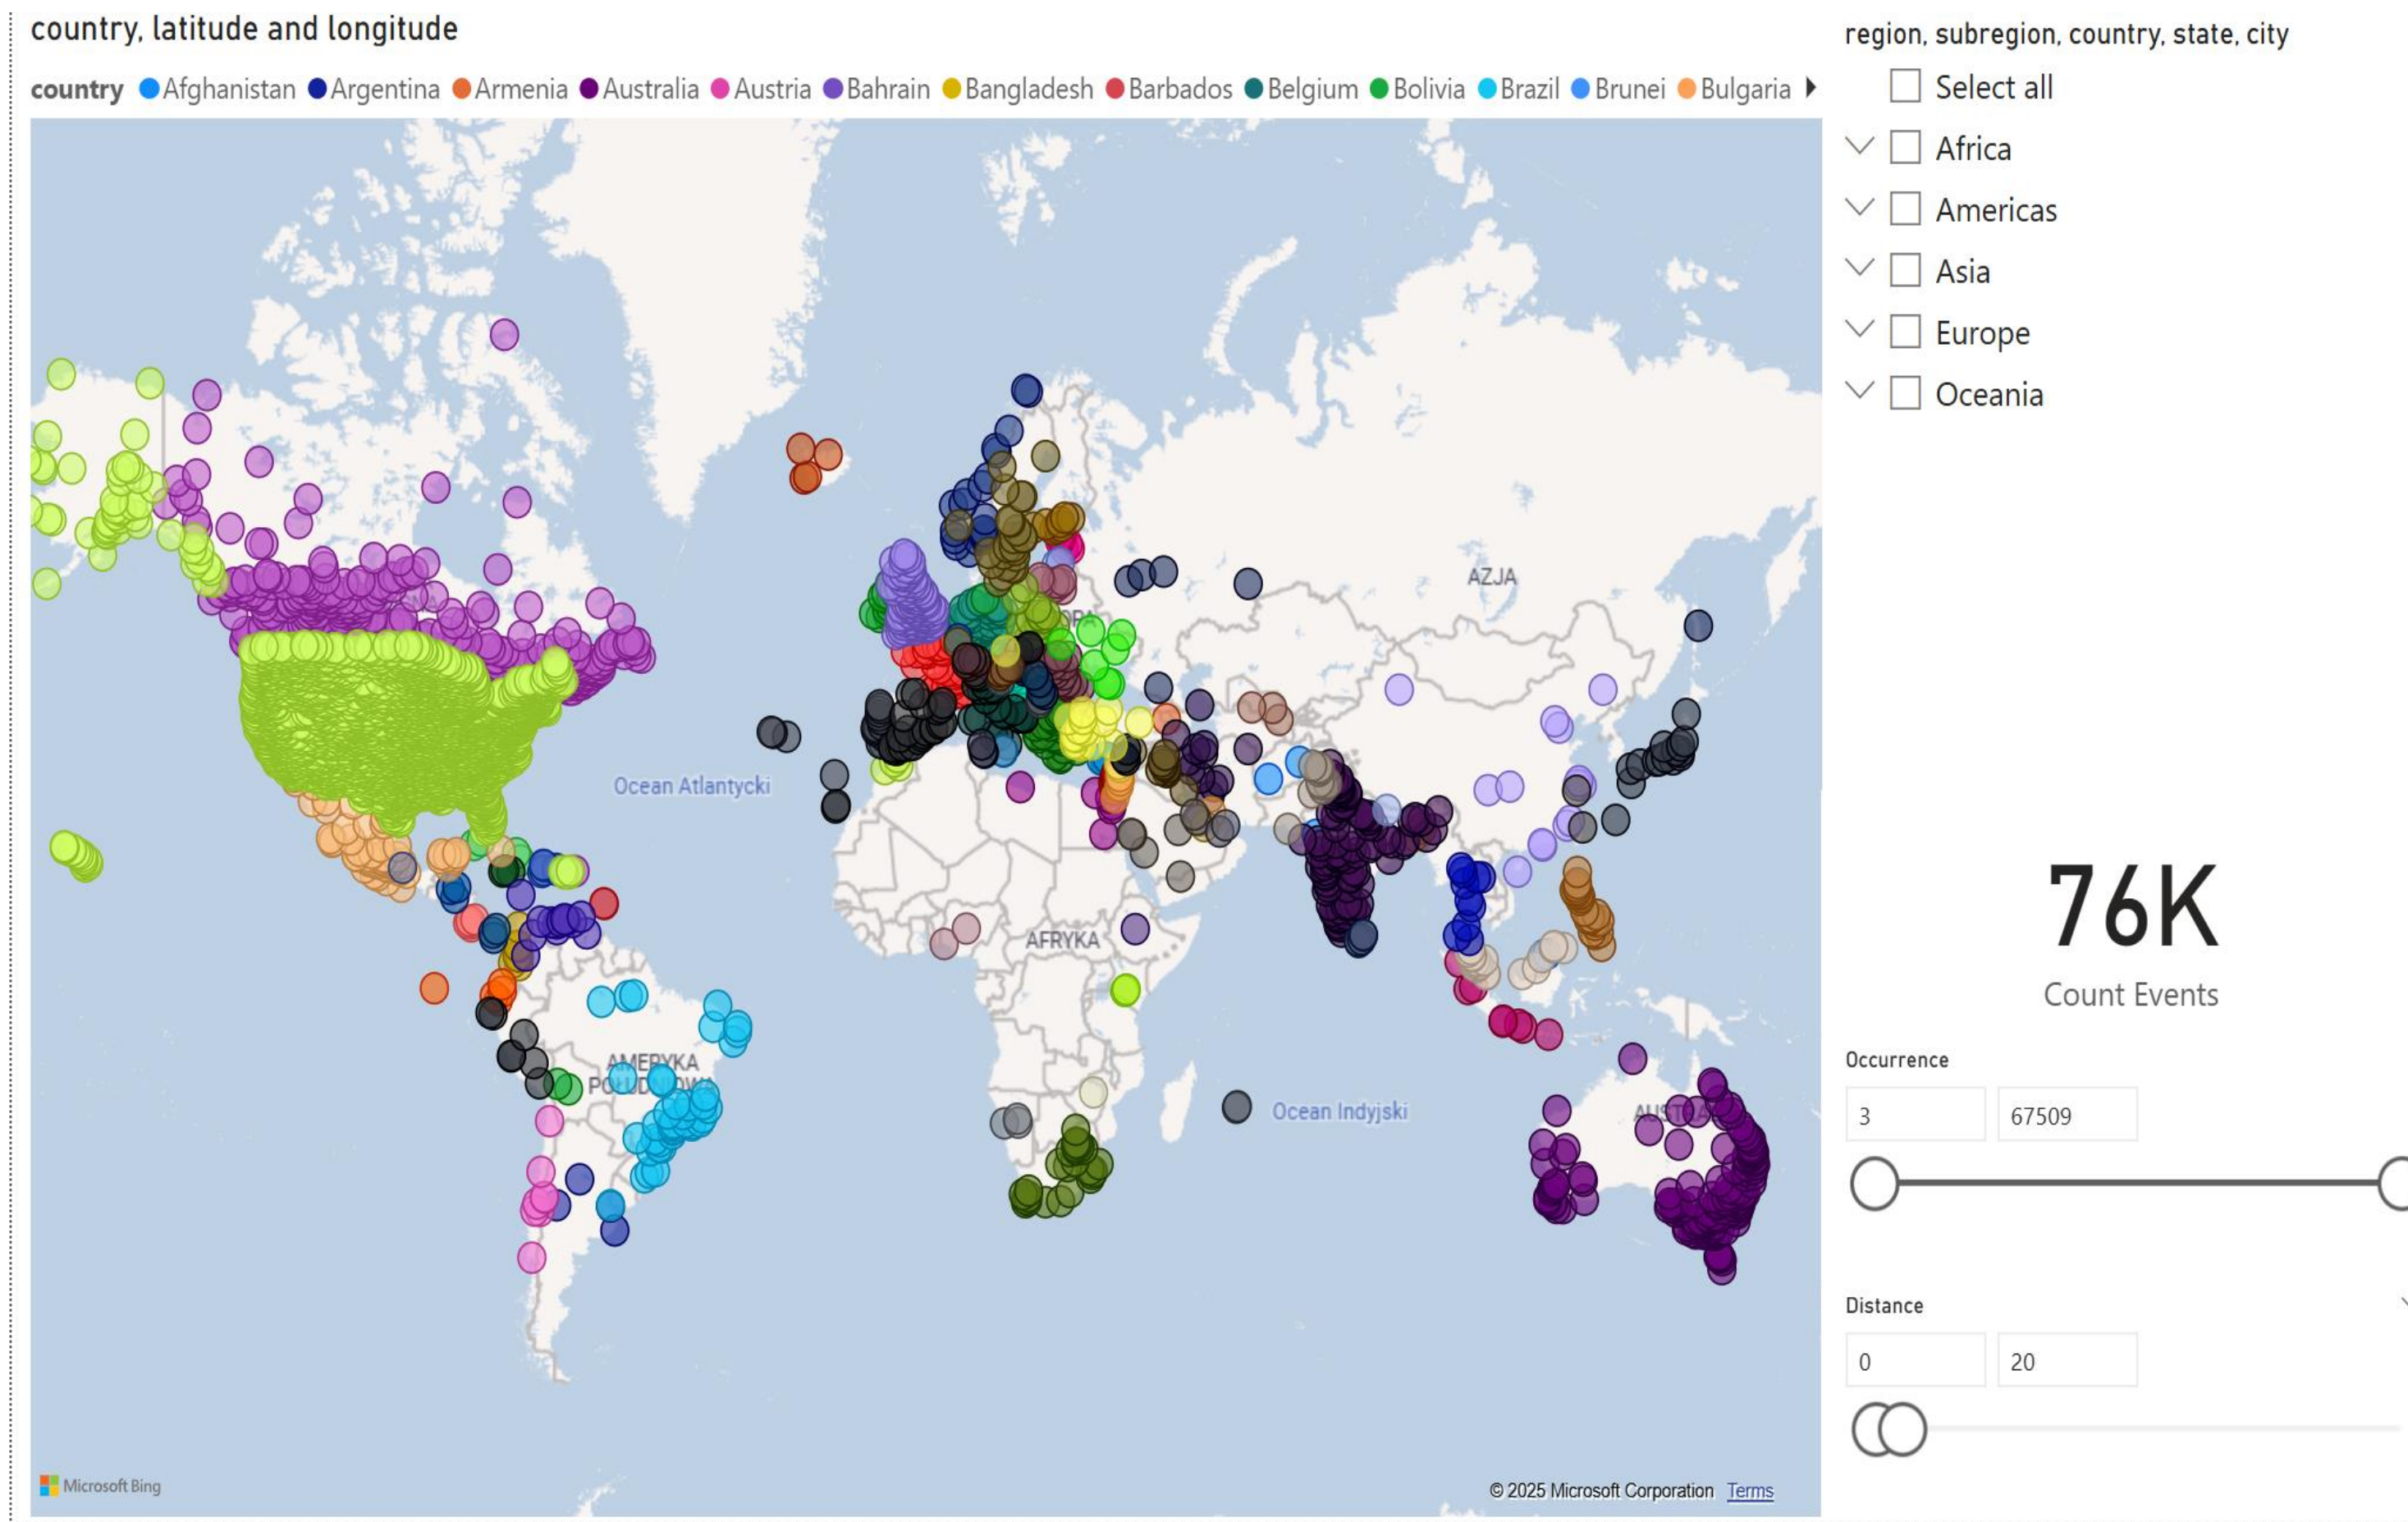 country, latitude and longitude
country Afghanistan Argentina Armenia Australia Austria Bahrain Bangladesh Barbados Belgium Bolivia Brazil Brunei Bulgaria
AZJA
Ocean Atlantycki
AFRYKA
AMERYKA
Ocean Indyjski
Microsoft Bing
© 2025 Microsoft Corporation Terms
region, subregion, country, state, city
Select all
Africa
Americas
Asia
Europe
Oceania
76K
Count Events
Occurrence
3 67509
Distance
0 20